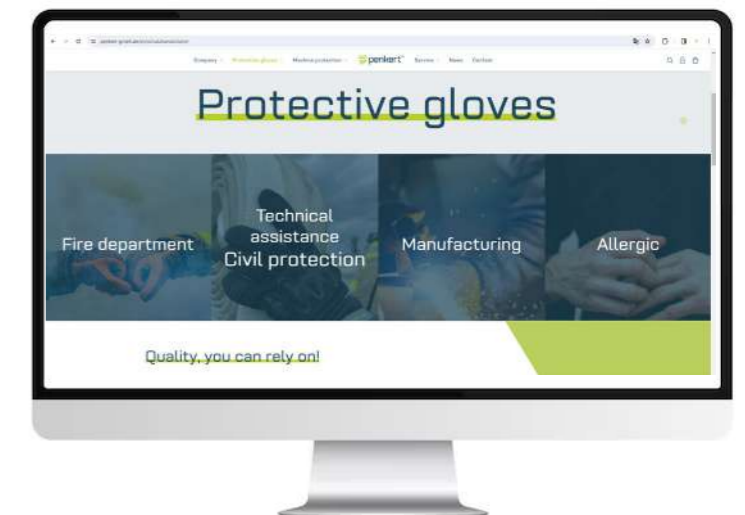 Company
Protective gloves
Machine protection
penkert
Service
News
Contact
Protective gloves
Fire department
Technical
assistance
Civil protection
Manufacturing
Allergic
Quality, you can rely on!